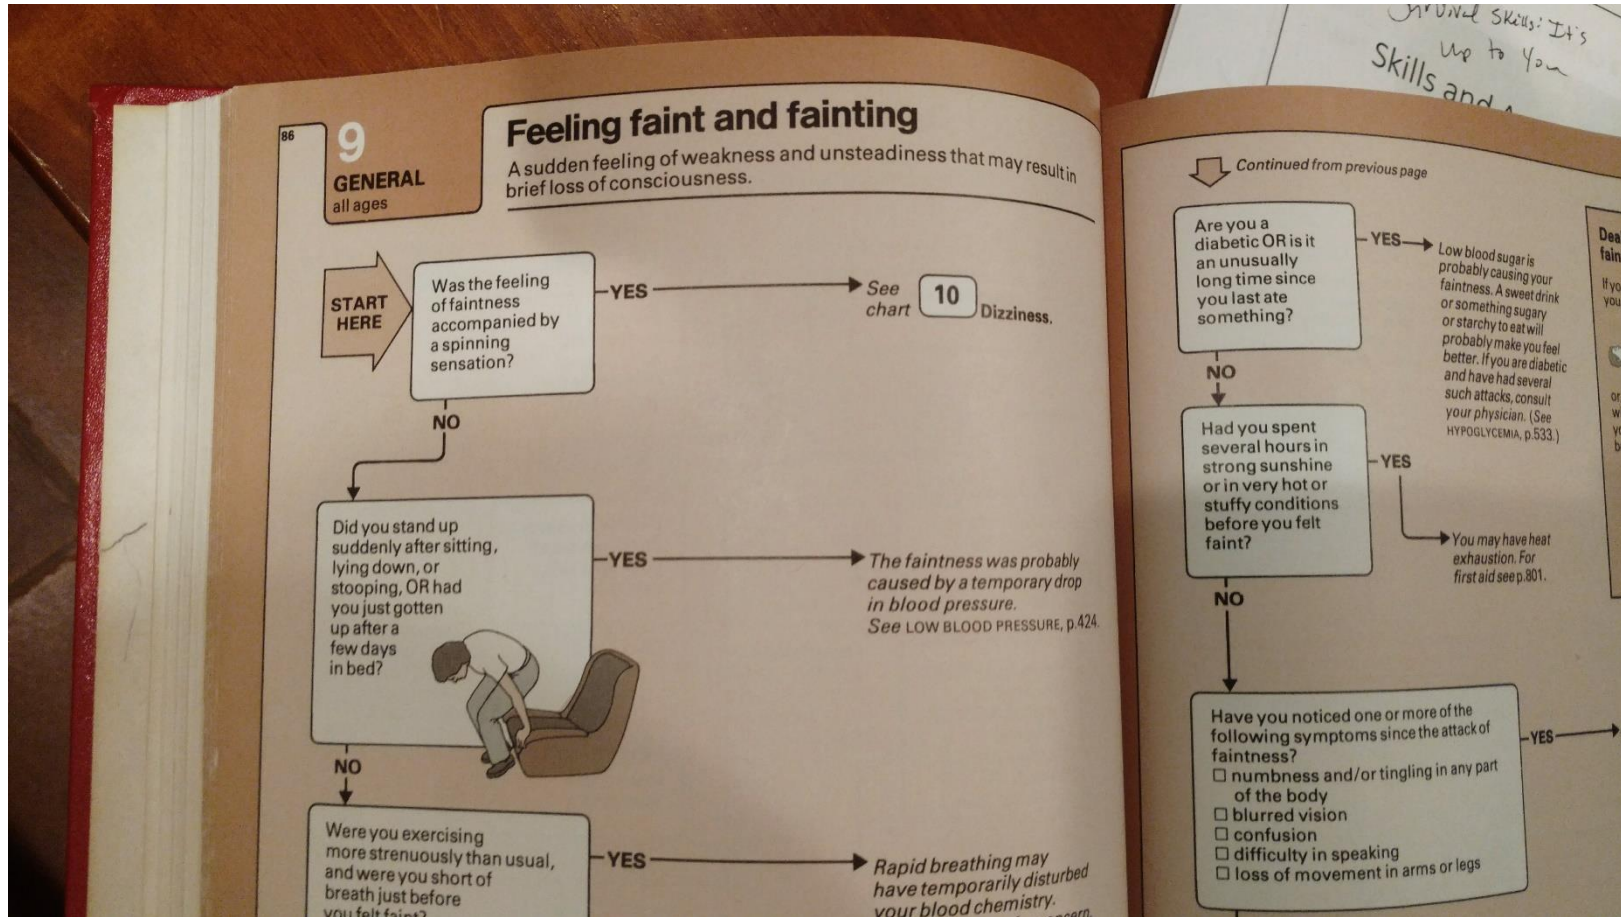 86
9
GENERAL
all ages
Feeling faint and fainting
A sudden feeling of weakness and unsteadiness that may result in
brief loss of consciousness.
START
HERE
Was the feeling
of faintness
accompanied by
a spinning
sensation?
YES
See
chart
10
Dizziness.
NO
Did you stand up
suddenly after sitting,
lying down, or
stooping, OR had
you just gotten
up after a
few days
in bed?
YES
The faintness was probably
caused by a temporary drop
in blood pressure.
See LOW BLOOD PRESSURE, p.424.
NO
Were you exercising
more strenuously than usual,
and were you short of
breath just before
you felt faint?
YES
Rapid breathing may
have temporarily disturbed
your blood chemistry.
Continued from previous page
Are you a
diabetic OR is it
an unusually
long time since
you last ate
something?
YES
Low blood sugar is
probably causing your
faintness. A sweet drink
or something sugary
or starchy to eat will
probably make you feel
better. If you are diabetic
and have had several
such attacks, consult
your physician. (See
HYPOGLYCEMIA, p.533.)
NO
Had you spent
several hours in
strong sunshine
or in very hot or
stuffy conditions
before you felt
faint?
YES
You may have heat
exhaustion. For
first aid see p.801.
NO
Have you noticed one or more of the
following symptoms since the attack of
faintness?
numbness and/or tingling in any part
of the body
blurred vision
confusion
difficulty in speaking
loss of movement in arms or legs
YES
Skills: It's
Up to You
Skills and